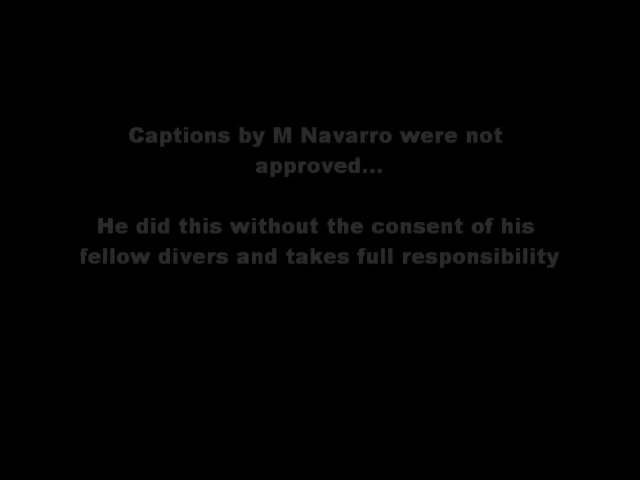 Captions by M Navarro were not
approved...
He did this without the consent of his
fellow divers and takes full responsibility